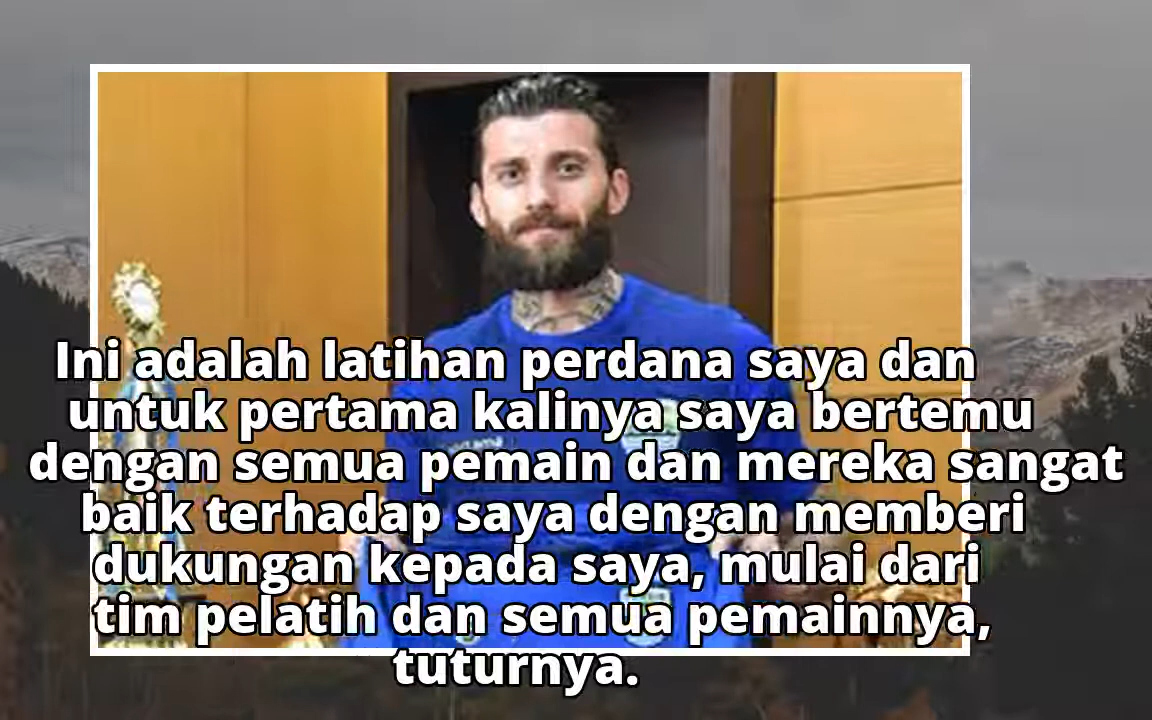 Ini adalah latihan perdana saya dan
untuk pertama kalinya saya bertemu
dengan semua pemain dan mereka sangat
baik terhadap saya dengan memberi
dukungan kepada saya, mulai dari
tim pelatih dan semua pemainnya,
tuturnya.